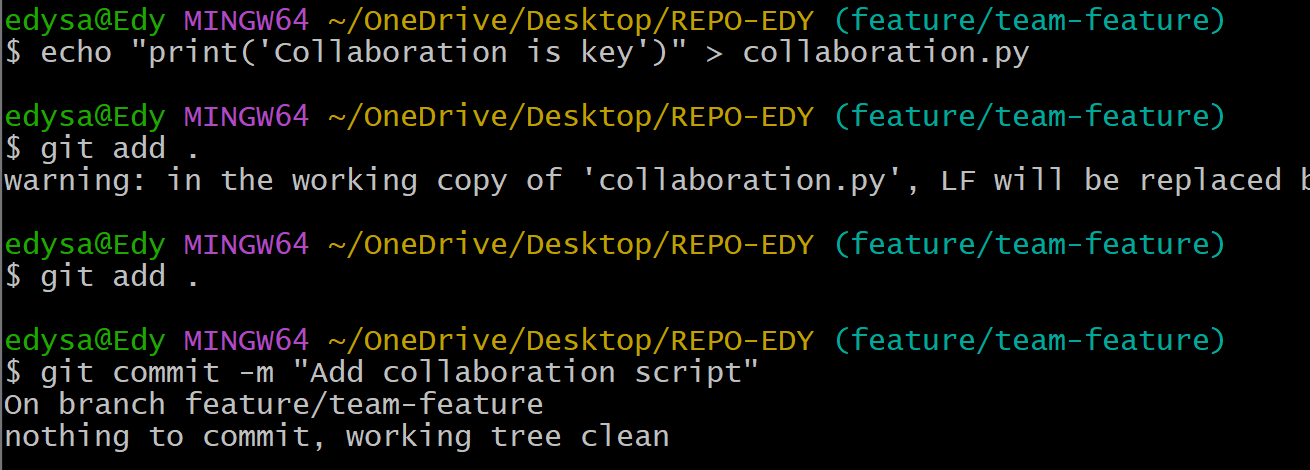 edysa@Edy MINGW64 ~/OneDrive/Desktop/REPO-EDY (feature/team-feature)
$ echo "print('Collaboration is key')" > collaboration.py
edysa@Edy MINGW64 ~/OneDrive/Desktop/REPO-EDY (feature/team-feature)
$ git add .
warning: in the working copy of 'collaboration.py', LF will be replaced
edysa@Edy MINGW64 ~/OneDrive/Desktop/REPO-EDY (feature/team-feature)
$ git add .
edysa@Edy MINGW64 ~/OneDrive/Desktop/REPO-EDY (feature/team-feature)
$ git commit -m "Add collaboration script"
On branch feature/team-feature
nothing to commit, working tree clean